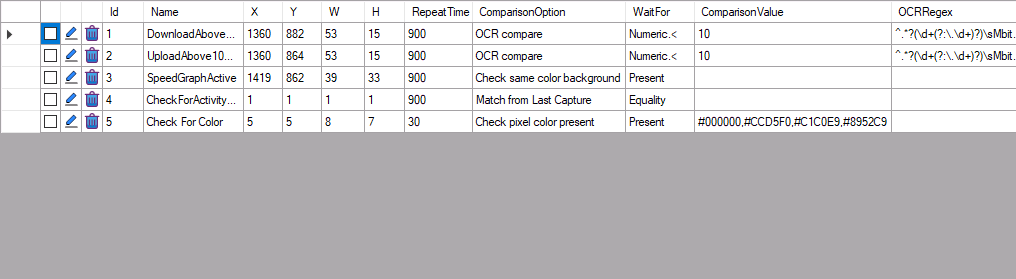 Id Name X Y W H RepeatTime ComparisonOption WaitFor ComparisonValue OCRRegex
1 DownloadAbove... 1360 882 53 15 900 OCR compare Numeric.< 10 ^.*?(\d+(?:\.\d+)?)\sMbit...
2 UploadAbove10... 1360 864 53 15 900 OCR compare Numeric.< 10 ^.*?(\d+(?:\.\d+)?)\sMbit...
3 SpeedGraphActive 1419 862 39 33 900 Check same color background Present
4 CheckForActivity... 1 1 1 1 900 Match from Last Capture Equality
5 Check For Color 5 5 8 7 30 Check pixel color present Present #000000,#CCD5F0,#C1C0E9,#8952C9